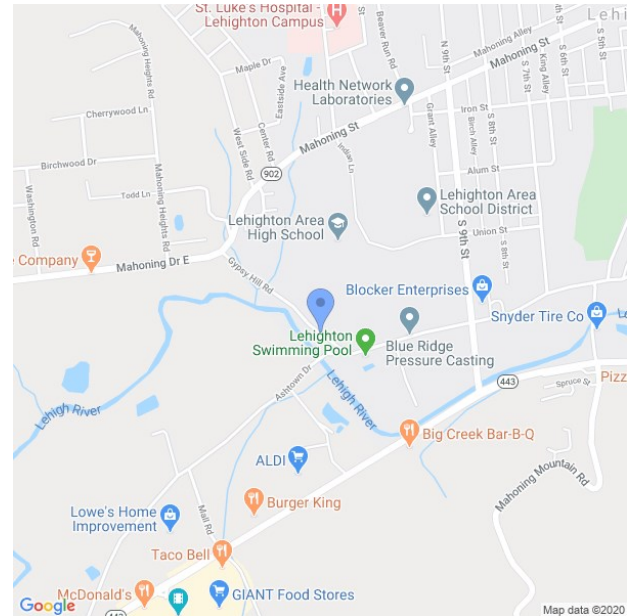 St. Luke's Hospital -
Lehighton Campus
Mahoning Heights Rd
Maple Dr
Eastside Ave
Beaver Run Rd
N 9th St
Mahoning Alley
Mahoning St
Lehi
S 6th St
S 5th St
King Alley
S 7th St
Health Network
Laboratories
Cherrywood Ln
West Side Rd
Center Rd
Mahoning St
Grant Alley
Iron St
S 8th St
Birch Alley
Birchwood Dr
902
Indian Ln
Alum St
Todd Ln
Washington Rd
Mahoning Heights Rd
Lehighton Area
School District
Lehighton Area
High School
Union St
S 9th St
S 8th St
Company
Mahoning Dr E
Gypsy Hill Rd
Blocker Enterprises
Snyder Tire Co
Le
Lehighton
Swimming Pool
Blue Ridge
Pressure Casting
Lehigh River
Ashtown Dr
Lehigh River
443
Pizz
Spruce St
443
Big Creek Bar-B-Q
ALDI
Mahoning Mountain Rd
Burger King
Lowe's Home
Improvement
Mall Rd
Taco Bell
McDonald's
GIANT Food Stores
Google
Map data ©2020